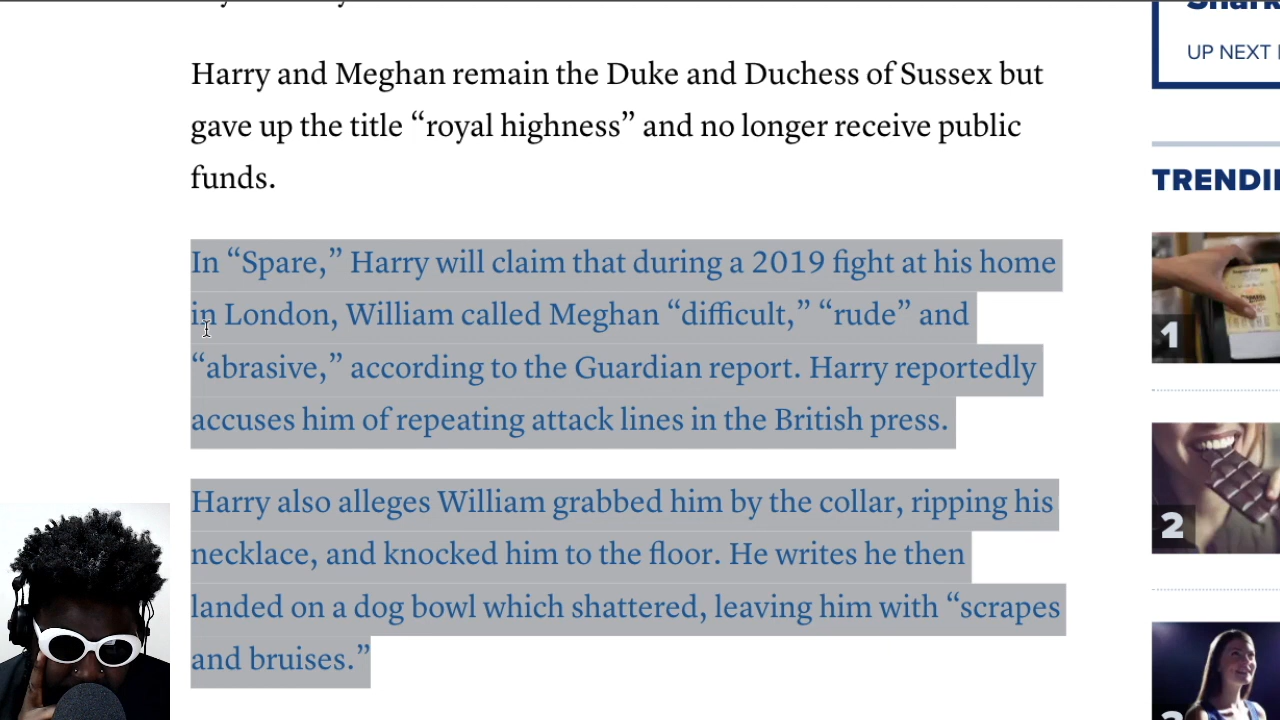 Harry and Meghan remain the Duke and Duchess of Sussex but
gave up the title “royal highness” and no longer receive public
funds.
In “Spare,” Harry will claim that during a 2019 fight at his home
in London, William called Meghan “difficult,” “rude” and
“abrasive,” according to the Guardian report. Harry reportedly
accuses him of repeating attack lines in the British press.
Harry also alleges William grabbed him by the collar, ripping his
necklace, and knocked him to the floor. He writes he then
landed on a dog bowl which shattered, leaving him with “scrapes
and bruises.”
UP NEXT
1
2